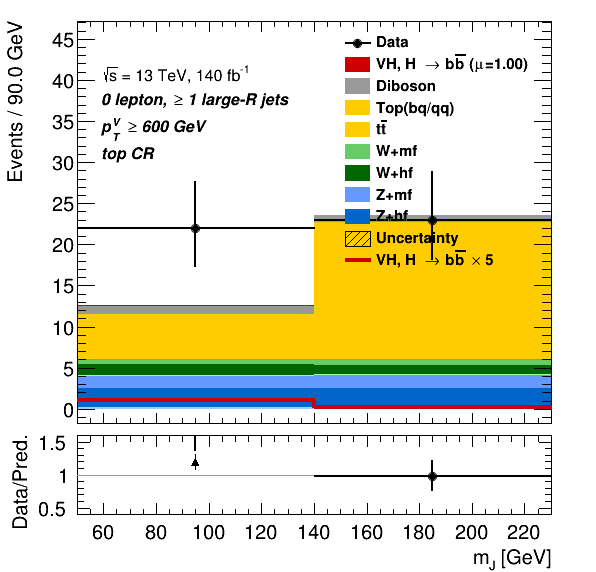 Events / 90.0 GeV
45
40
35
30
25
20
15
10
5
0
√s = 13 TeV, 140 fb⁻¹
0 lepton, ≥ 1 large-R jets
p_T^V ≥ 600 GeV
top CR
Data
VH, H → bb̅ (μ=1.00)
Diboson
Top(bq/qq)
tt̅
W+mf
W+hf
Z+mf
Z+hf
Uncertainty
VH, H → bb̅ × 5
Data/Pred.
1.5
1
0.5
60 80 100 120 140 160 180 200 220
m_J [GeV]